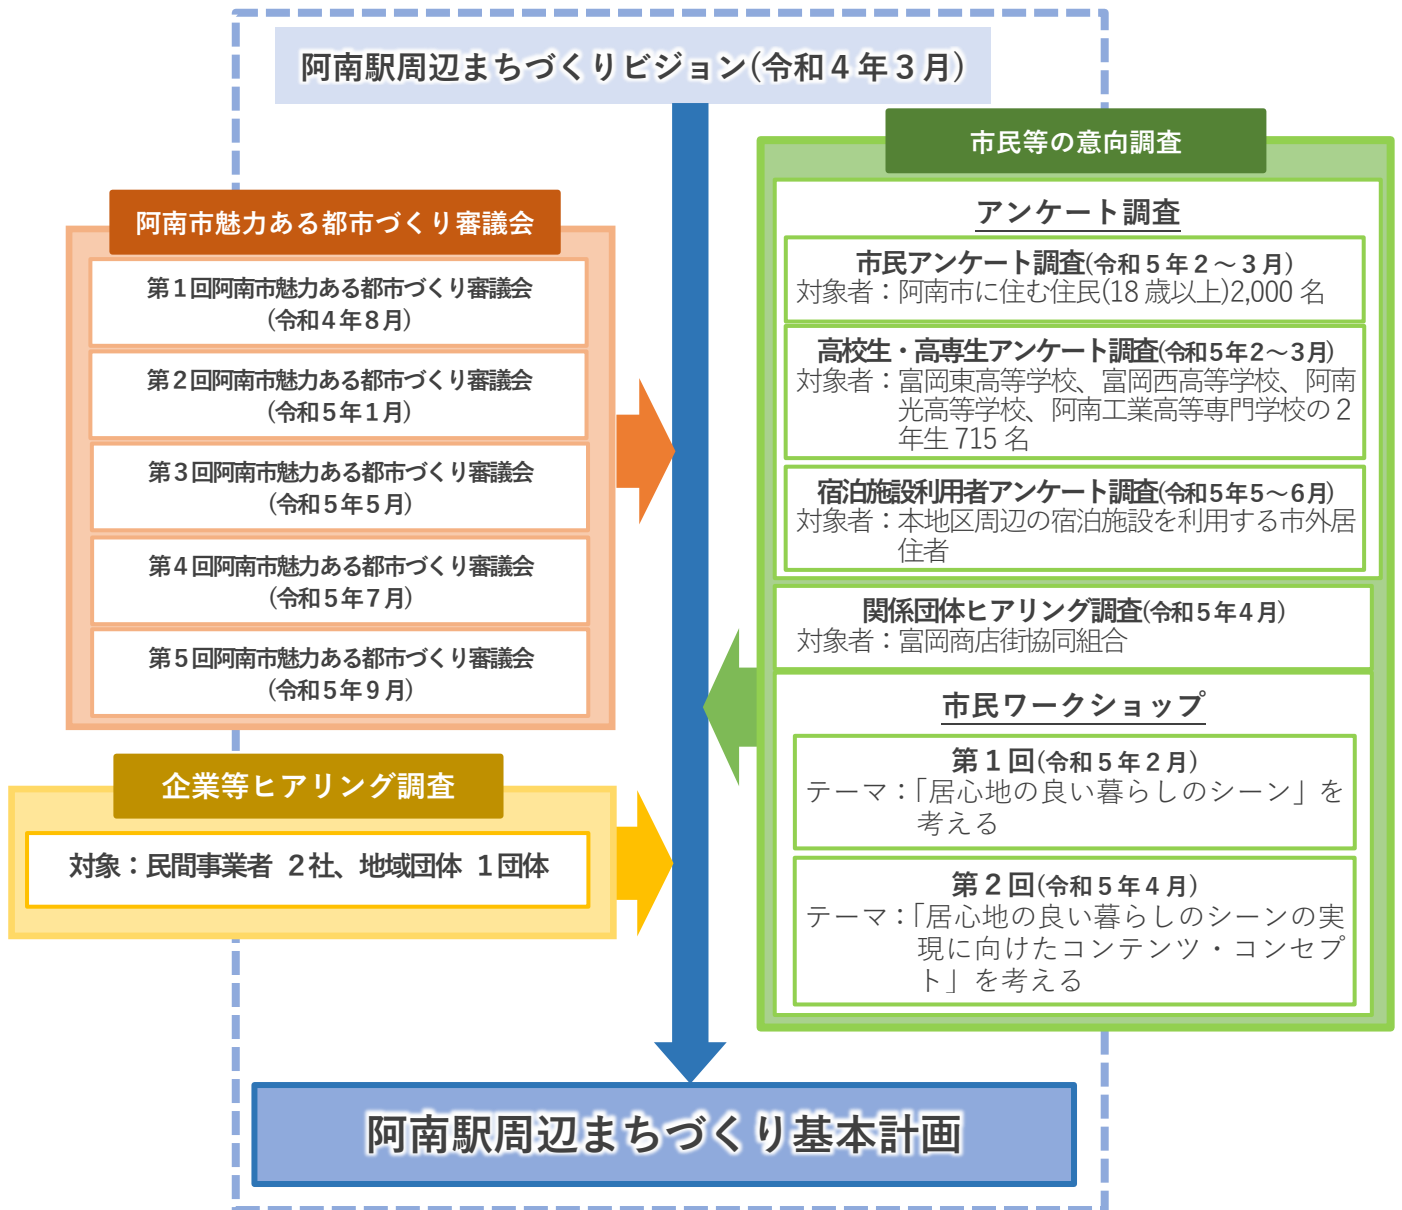 阿南駅周辺まちづくりビジョン(令和４年３月)
阿南市魅力ある都市づくり審議会
第１回阿南市魅力ある都市づくり審議会
(令和４年８月)
第２回阿南市魅力ある都市づくり審議会
(令和５年１月)
第３回阿南市魅力ある都市づくり審議会
(令和５年５月)
第４回阿南市魅力ある都市づくり審議会
(令和５年７月)
第５回阿南市魅力ある都市づくり審議会
(令和５年９月)
企業等ヒアリング調査
対象：民間事業者 ２社、地域団体 １団体
市民等の意向調査
アンケート調査
市民アンケート調査(令和５年２～３月)
対象者：阿南市に住む住民(18 歳以上)2,000 名
高校生・高専生アンケート調査(令和５年２～３月)
対象者：富岡東高等学校、富岡西高等学校、阿南
光高等学校、阿南工業高等専門学校の２
年生 715 名
宿泊施設利用者アンケート調査(令和５年５～６月)
対象者：本地区周辺の宿泊施設を利用する市外居
住者
関係団体ヒアリング調査(令和５年４月)
対象者：富岡商店街協同組合
市民ワークショップ
第１回(令和５年２月)
テーマ：「居心地の良い暮らしのシーン」を
考える
第２回(令和５年４月)
テーマ：「居心地の良い暮らしのシーンの実
現に向けたコンテンツ・コンセプ
ト」を考える
阿南駅周辺まちづくり基本計画